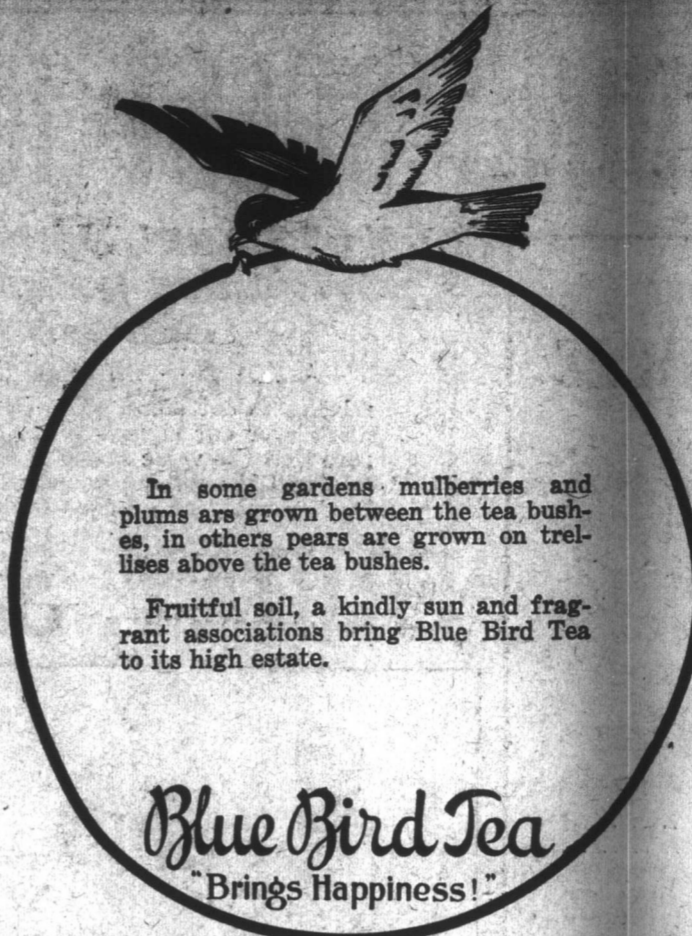 In some gardens mulberries and
plums ars grown between the tea bush-
es, in others pears are grown on trel-
lises above the tea bushes.
Fruitful soil, a kindly sun and frag-
rant associations bring Blue Bird Tea
to its high estate.
Blue Bird Tea
"Brings Happiness!"